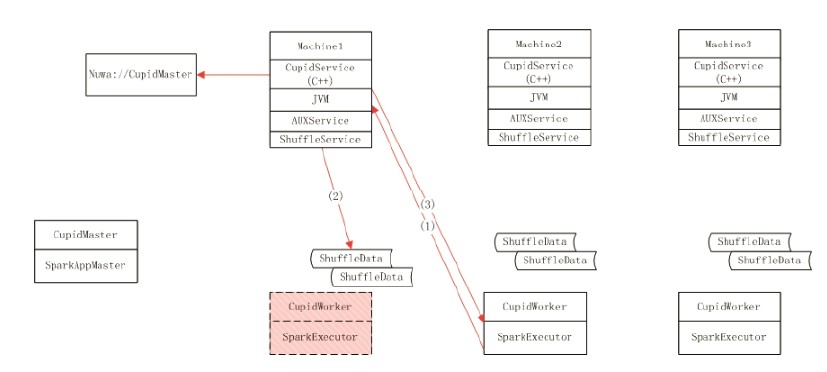 Machine1
CupidService
(C++)
JVM
AUXService
ShuffleService
Machine2
CupidService
(C++)
JVM
AUXService
ShuffleService
Machine3
CupidService
(C++)
JVM
AUXService
ShuffleService
Nuwa://CupidMaster
(2)
(3)
(1)
CupidMaster
SparkAppMaster
ShuffleData
ShuffleData
ShuffleData
ShuffleData
ShuffleData
ShuffleData
CupidWorker
SparkExecutor
CupidWorker
SparkExecutor
CupidWorker
SparkExecutor